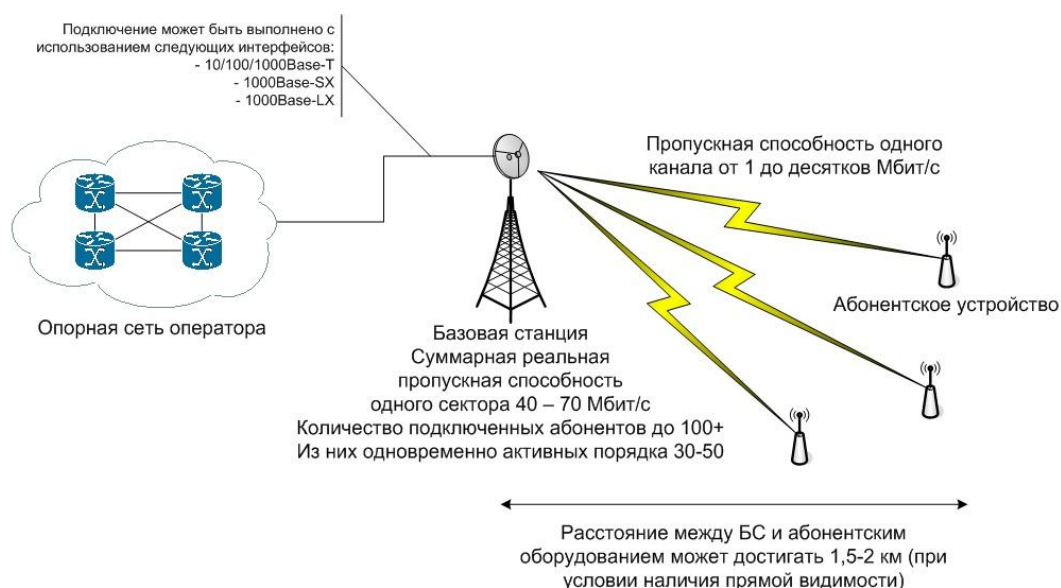 Подключение может быть выполнено с
использованием следующих интерфейсов:
- 10/100/1000Base-T
- 1000Base-SX
- 1000Base-LX
Пропускная способность одного
канала от 1 до десятков Мбит/с
Опорная сеть оператора
Абонентское устройство
Базовая станция
Суммарная реальная
пропускная способность
одного сектора 40 – 70 Мбит/с
Количество подключенных абонентов до 100+
Из них одновременно активных порядка 30-50
Расстояние между БС и абонентским
оборудованием может достигать 1,5-2 км (при
условии наличия прямой видимости)